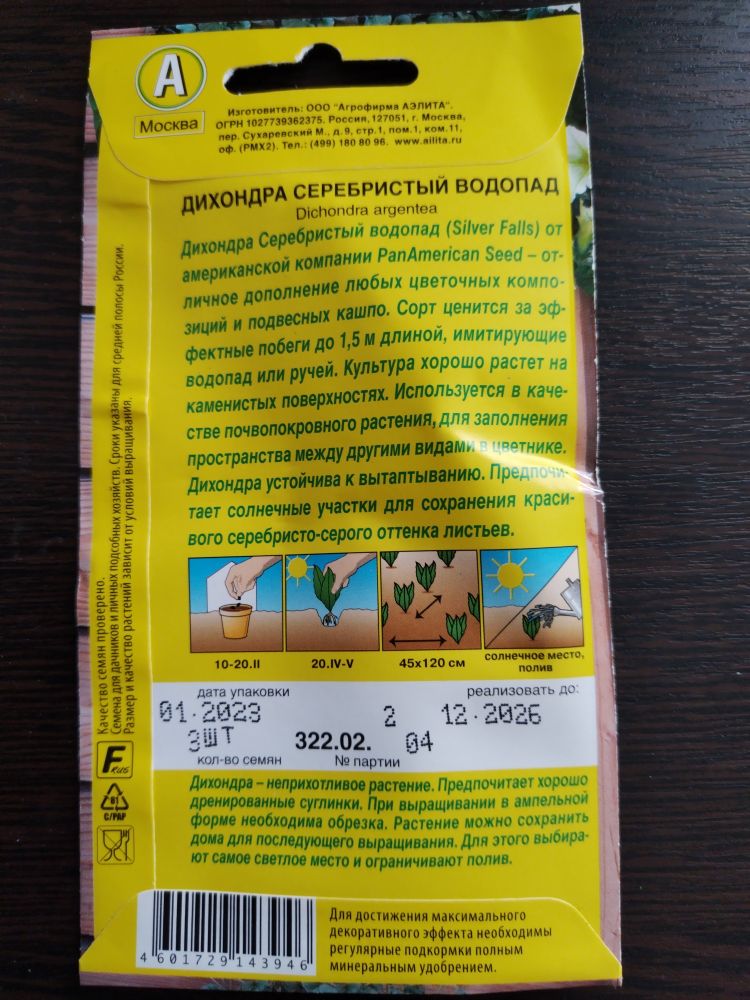 А
Москва
Изготовитель: ООО "Агрофирма АЭЛИТА".
ОГРН 1027739362375. Россия, 127051, г. Москва,
пер. Сухаревский М., д.9, стр.1, пом.1, ком.11,
оф. (РМХ2). Тел.: (499) 180 80 96. www.ailita.ru
ДИХОНДРА СЕРЕБРИСТЫЙ ВОДОПАД
Dichondra argentea
Дихондра Серебристый водопад (Silver Falls) от
американской компании PanAmerican Seed – от-
личное дополнение любых цветочных компо-
зиций и подвесных кашпо. Сорт ценится за эф-
фектные побеги до 1,5 м длиной, имитирующие
водопад или ручей. Культура хорошо растет на
каменистых поверхностях. Используется в каче-
стве почвопокровного растения, для заполнения
пространства между другими видами в цветнике.
Дихондра устойчива к вытаптыванию. Предпочи-
тает солнечные участки для сохранения краси-
вого серебристо-серого оттенка листьев.
10-20.II
20.IV-V
45х120 см
солнечное место,
полив
дата упаковки
реализовать до:
01.2023
2
12.2026
3шт
322.02.
04
кол-во семян
№ партии
Дихондра – неприхотливое растение. Предпочитает хорошо
дренированные суглинки. При выращивании в ампельной
форме необходима обрезка. Растение можно сохранить
дома для последующего выращивания. Для этого выбира-
ют самое светлое место и ограничивают полив.
Качество семян проверено.
Семена для дачников и личных подсобных хозяйств. Сроки указаны для средней полосы России.
Размер и качество растений зависит от условий выращивания.
F RUS
81
C/PAP
4 601729 143946
Для достижения максимального
декоративного эффекта необходимы
регулярные подкормки полным
минеральным удобрением.